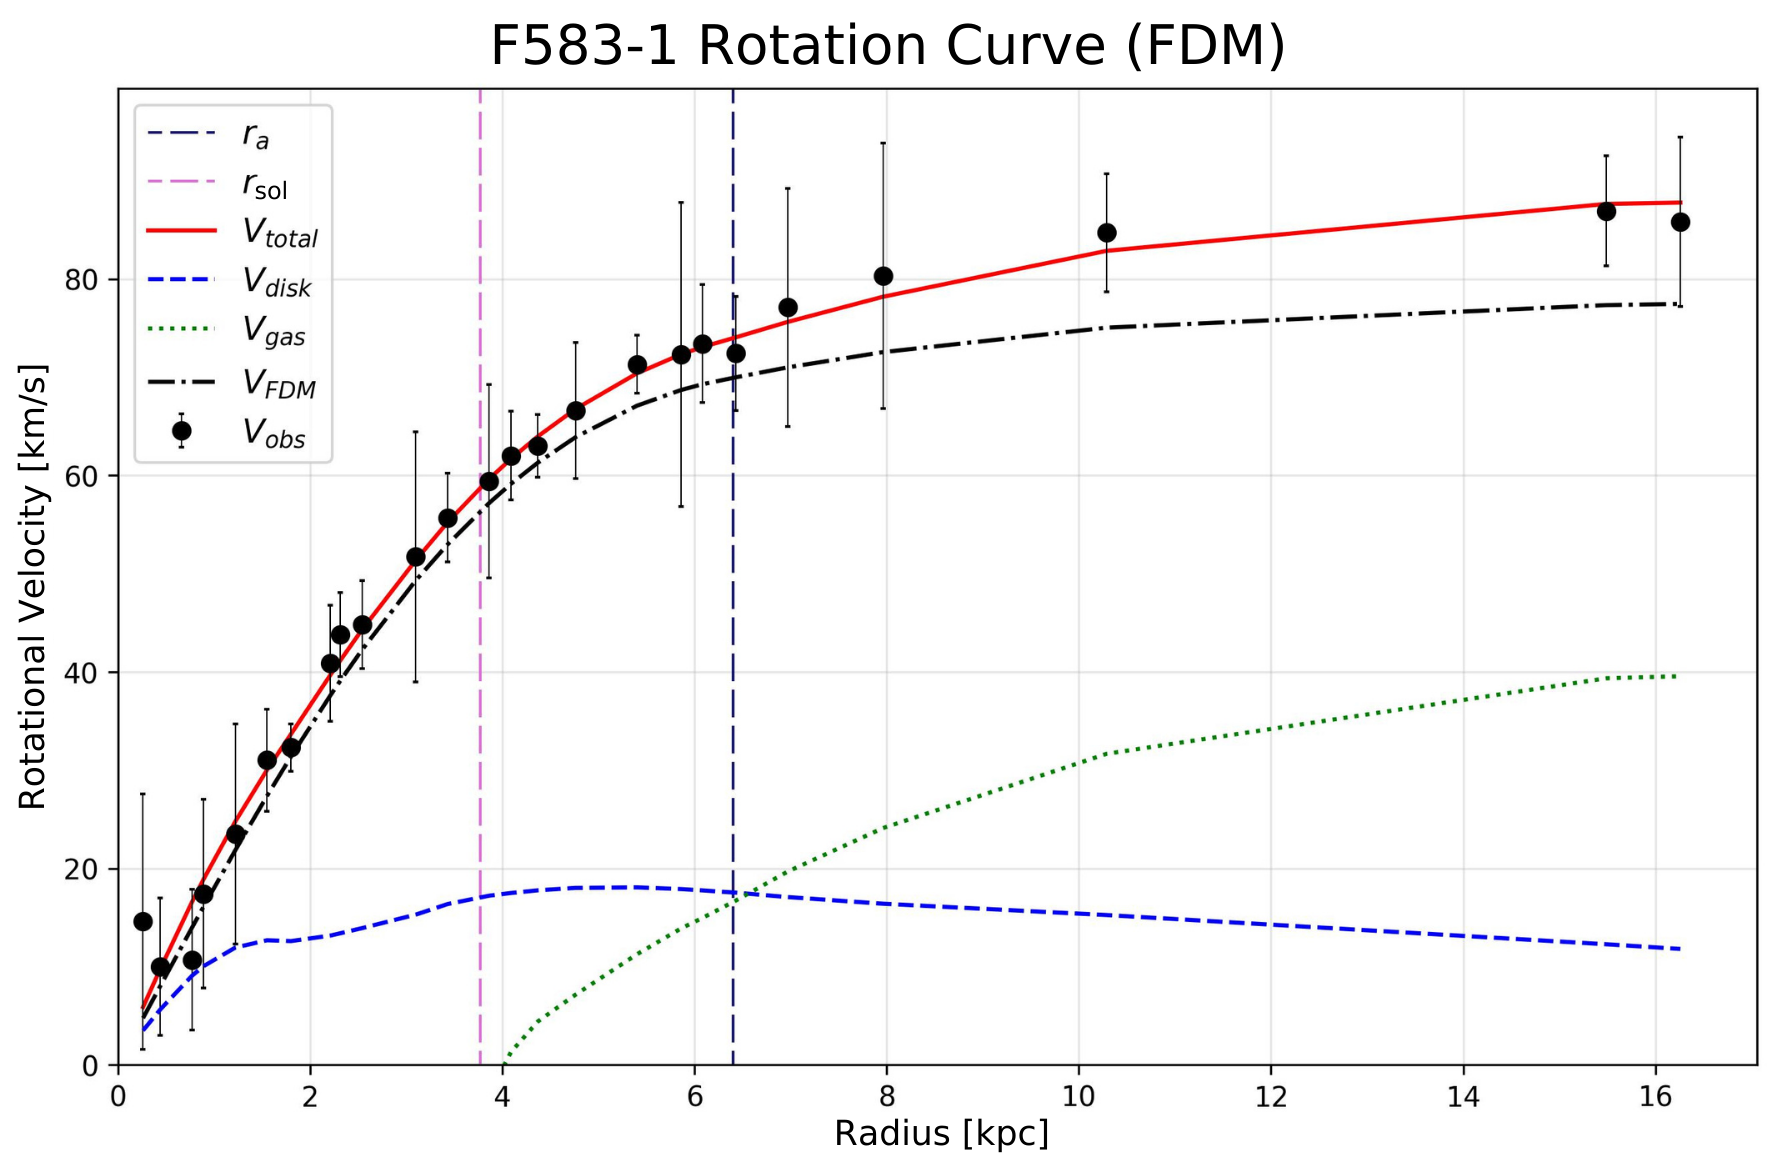 F583-1 Rotation Curve (FDM)
r_a
r_sol
V_total
V_disk
V_gas
V_FDM
V_obs
Rotational Velocity [km/s]
80
60
40
20
0
0 2 4 6 8 10 12 14 16
Radius [kpc]